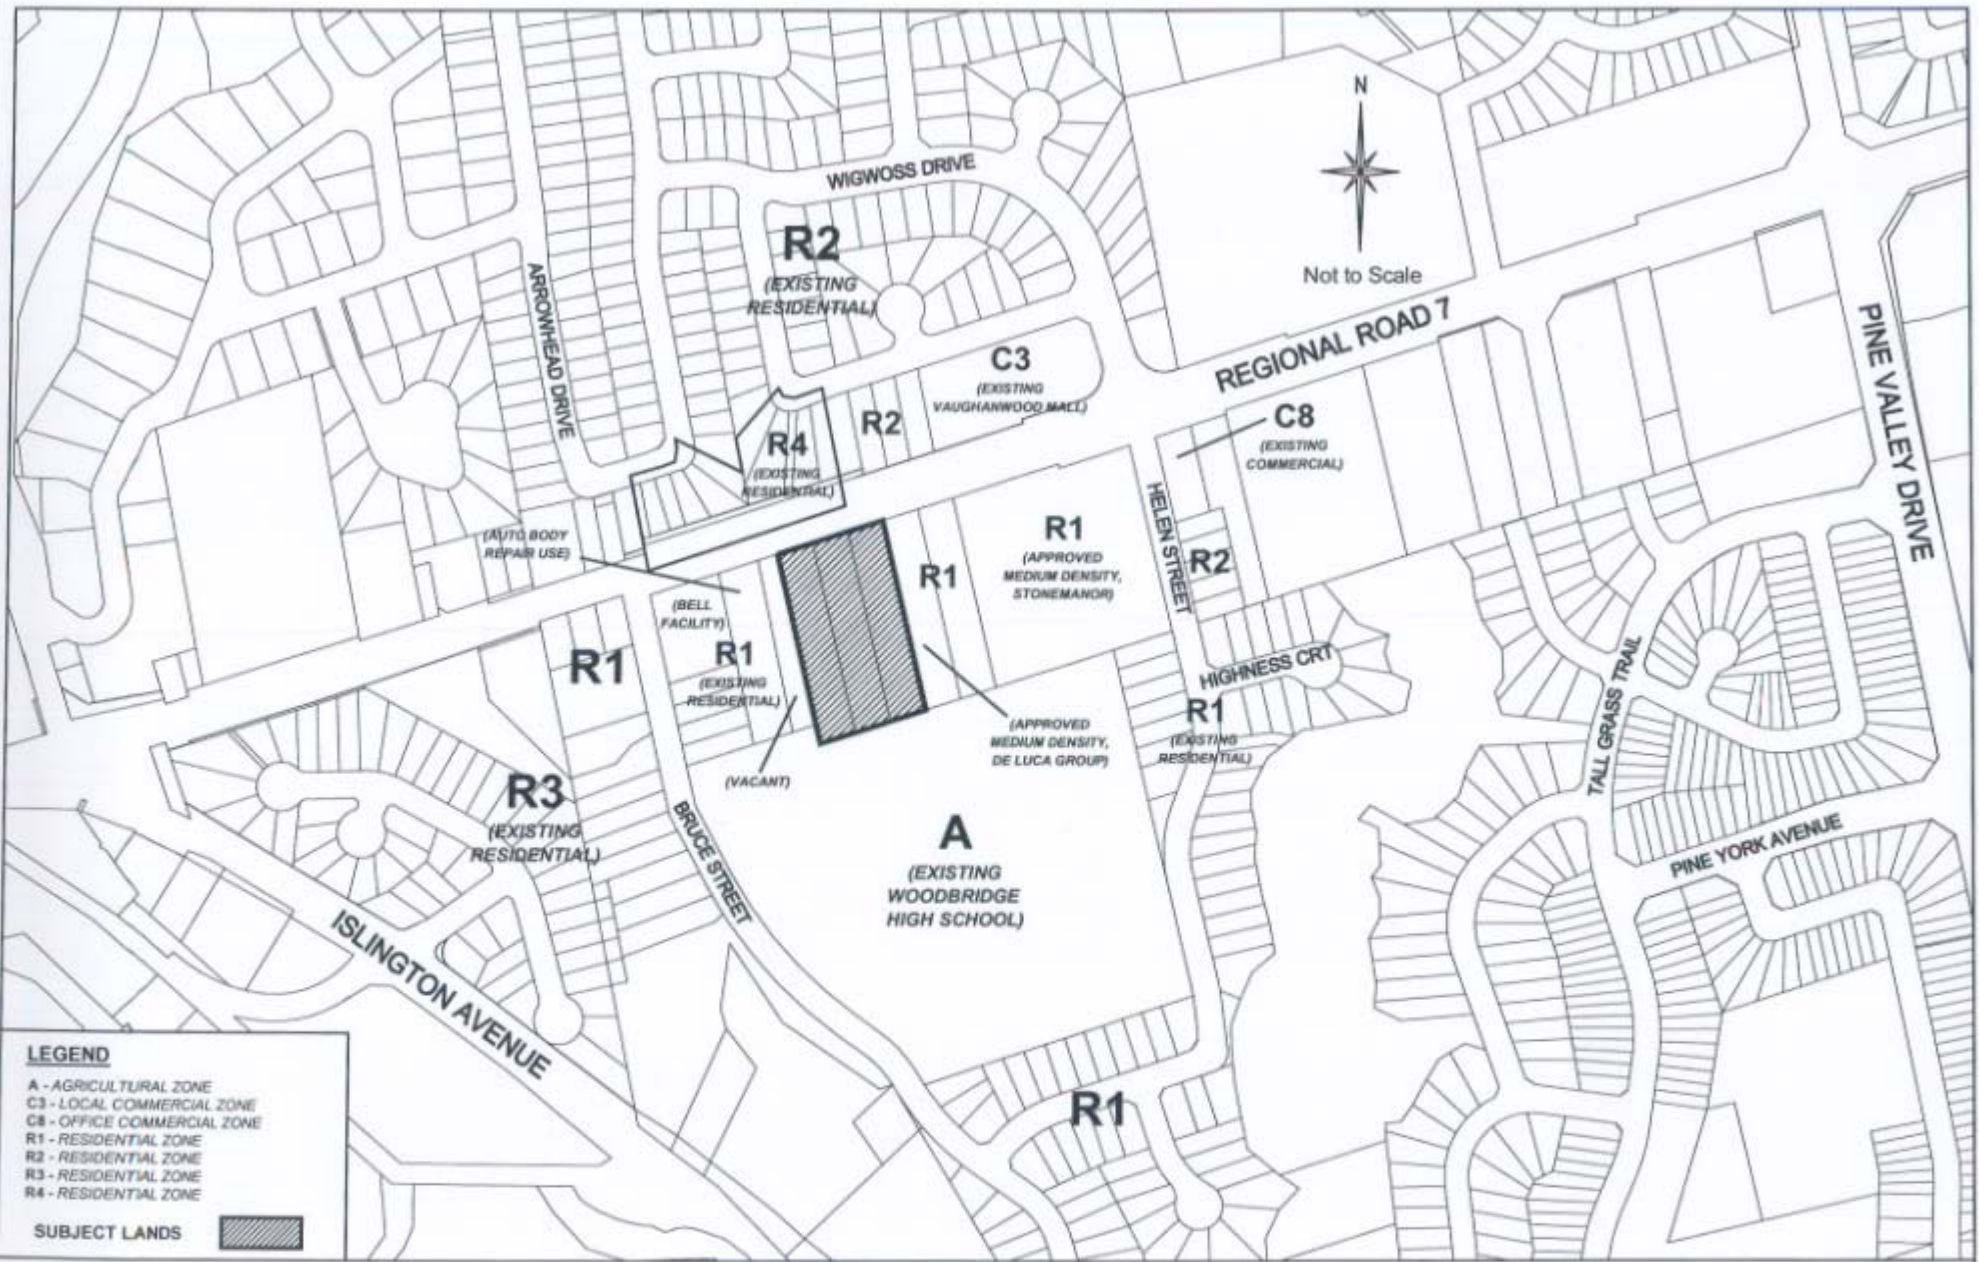 N
Not to Scale
WIGWOSS DRIVE
R2
(EXISTING
RESIDENTIAL)
ARROWHEAD DRIVE
REGIONAL ROAD 7
PINE VALLEY DRIVE
C3
(EXISTING
VAUGHANWOOD MALL)
R2
C8
(EXISTING
COMMERCIAL)
R4
(EXISTING
RESIDENTIAL)
(AUTO BODY
REPAIR USE)
HELEN STREET
R1
(APPROVED
MEDIUM DENSITY,
STONEMANOR)
R2
R1
(BELL
FACILITY)
R1
R1
(EXISTING
RESIDENTIAL)
HIGHNESS CRT
TALL GRASS TRAIL
R1
(EXISTING
RESIDENTIAL)
(APPROVED
MEDIUM DENSITY,
DE LUCA GROUP)
(VACANT)
R3
(EXISTING
RESIDENTIAL)
BRUCE STREET
A
(EXISTING
WOODBRIDGE
HIGH SCHOOL)
PINE YORK AVENUE
ISLINGTON AVENUE
R1
LEGEND
A - AGRICULTURAL ZONE
C3 - LOCAL COMMERCIAL ZONE
C8 - OFFICE COMMERCIAL ZONE
R1 - RESIDENTIAL ZONE
R2 - RESIDENTIAL ZONE
R3 - RESIDENTIAL ZONE
R4 - RESIDENTIAL ZONE
SUBJECT LANDS